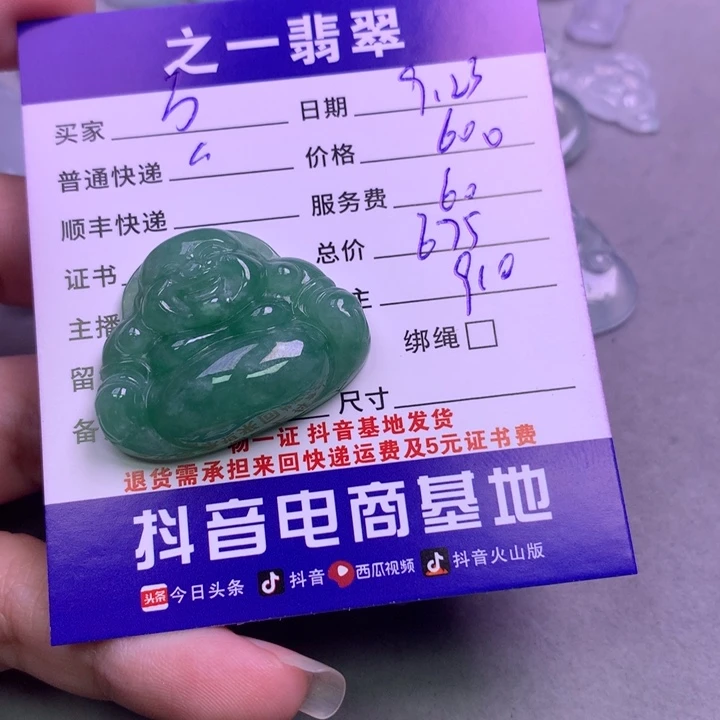 之一翡翠
买家 日期 9.23
普通快递 价格 600
顺丰快递 服务费 60
证书 总价 675
主播 主 910
留 绑绳
备 尺寸
物一证 抖音基地发货
退货需承担来回快递运费及5元证书费
抖音电商基地
头条 今日头条 抖音 西瓜视频 抖音火山版